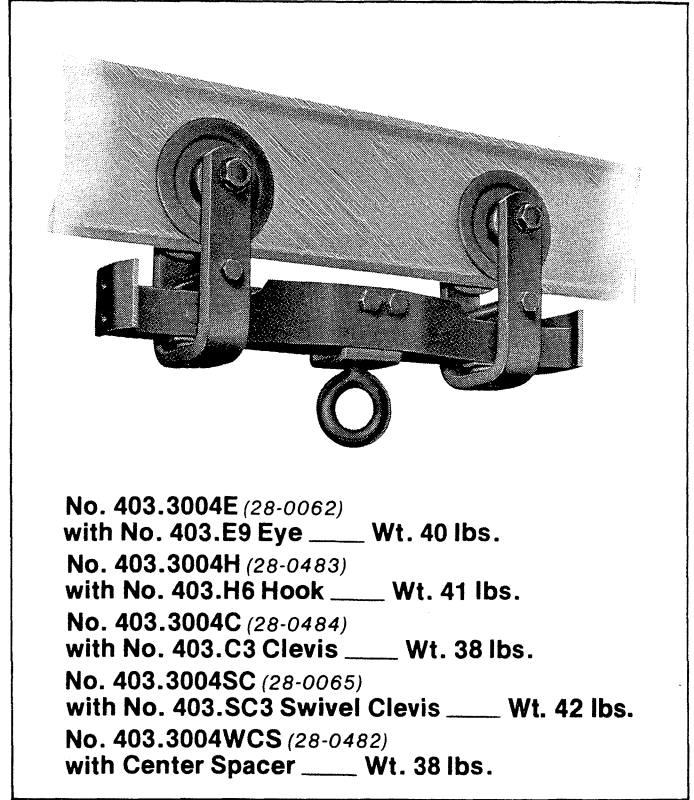 No. 403.3004E (28-0062)
with No. 403.E9 Eye ____ Wt. 40 lbs.
No. 403.3004H (28-0483)
with No. 403.H6 Hook ____ Wt. 41 lbs.
No. 403.3004C (28-0484)
with No. 403.C3 Clevis ____ Wt. 38 lbs.
No. 403.3004SC (28-0065)
with No. 403.SC3 Swivel Clevis ____ Wt. 42 lbs.
No. 403.3004WCS (28-0482)
with Center Spacer ____ Wt. 38 lbs.